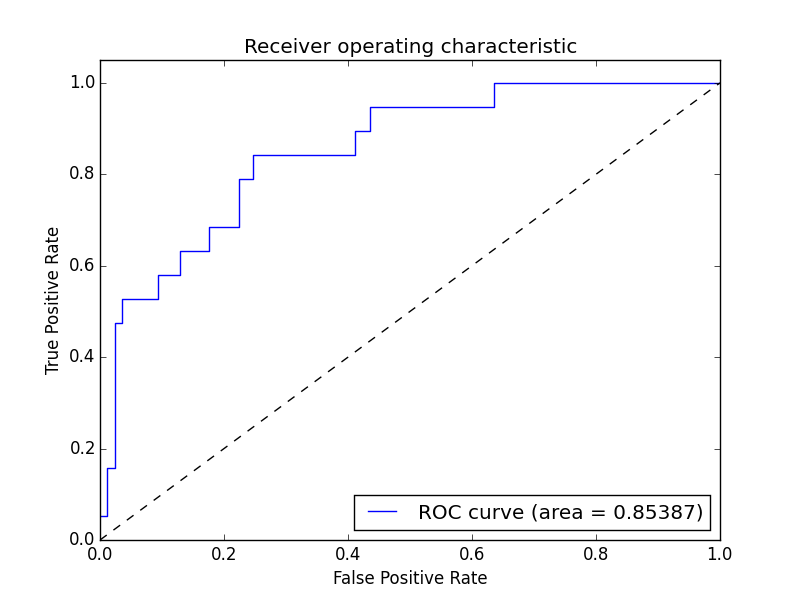 Receiver operating characteristic
True Positive Rate
1.0
0.8
0.6
0.4
0.2
0.0
ROC curve (area = 0.85387)
0.0 0.2 0.4 0.6 0.8 1.0
False Positive Rate